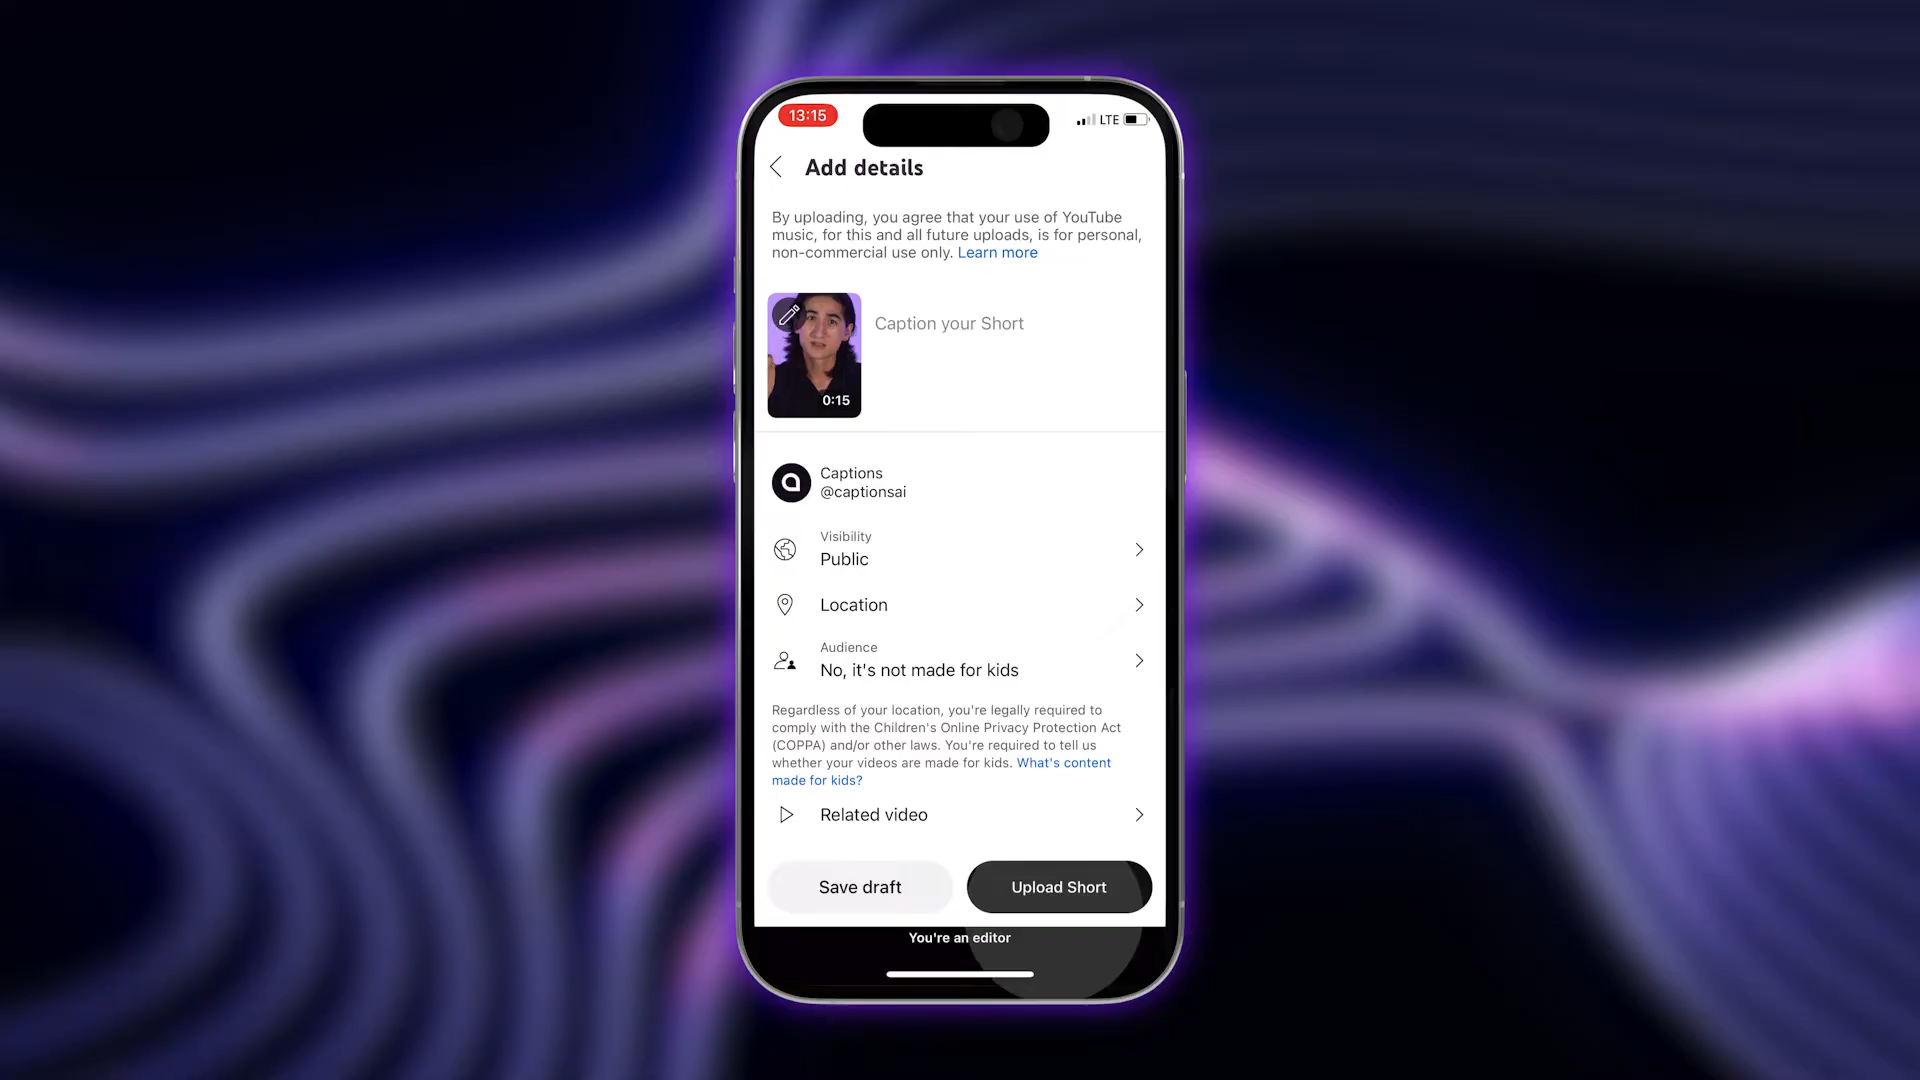 13:15
LTE
Add details
By uploading, you agree that your use of YouTube
music, for this and all future uploads, is for personal,
non-commercial use only. Learn more
Caption your Short
0:15
Captions
@captionsai
Visibility
Public
Location
Audience
No, it's not made for kids
Regardless of your location, you're legally required to
comply with the Children's Online Privacy Protection Act
(COPPA) and/or other laws. You're required to tell us
whether your videos are made for kids. What's content
made for kids?
Related video
Save draft
Upload Short
You're an editor